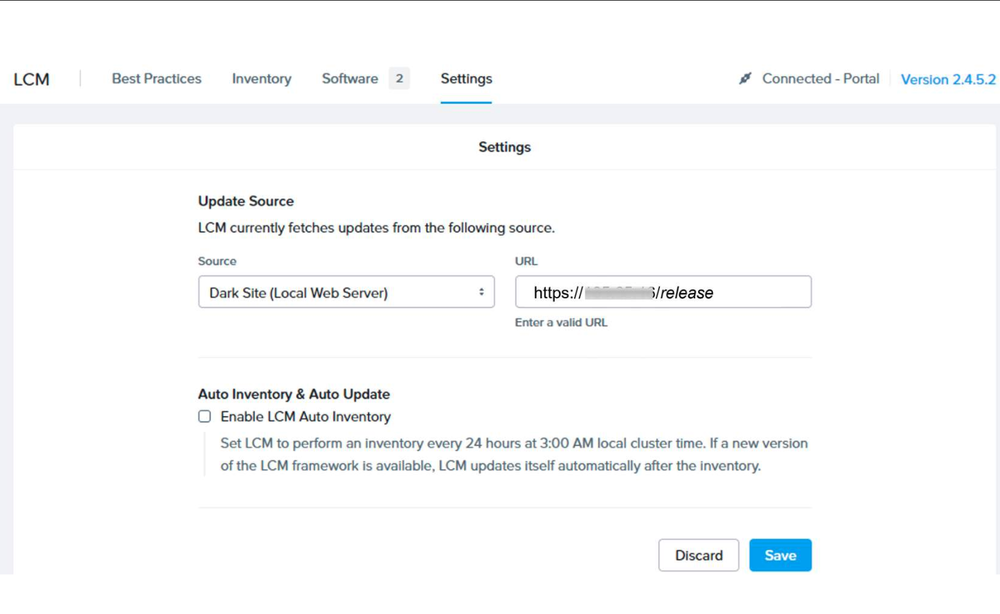 LCM Best Practices Inventory Software 2 Settings Connected - Portal Version 2.4.5.2
Settings
Update Source
LCM currently fetches updates from the following source.
Source URL
Dark Site (Local Web Server) https:// /release
Enter a valid URL
Auto Inventory & Auto Update
Enable LCM Auto Inventory
Set LCM to perform an inventory every 24 hours at 3:00 AM local cluster time. If a new version
of the LCM framework is available, LCM updates itself automatically after the inventory.
Discard Save